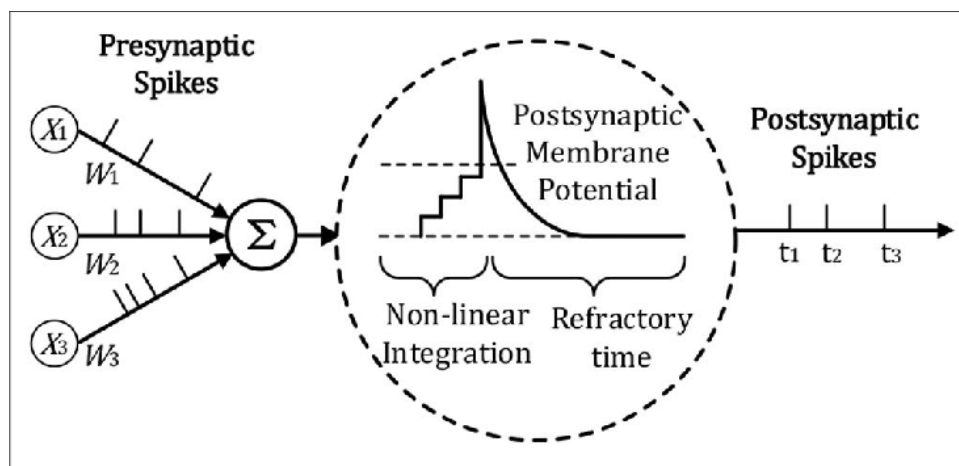 Presynaptic
Spikes
X1
W1
X2
W2
X3
W3
Σ
Postsynaptic
Membrane
Potential
Non-linear
Integration
Refractory
time
Postsynaptic
Spikes
t1 t2 t3